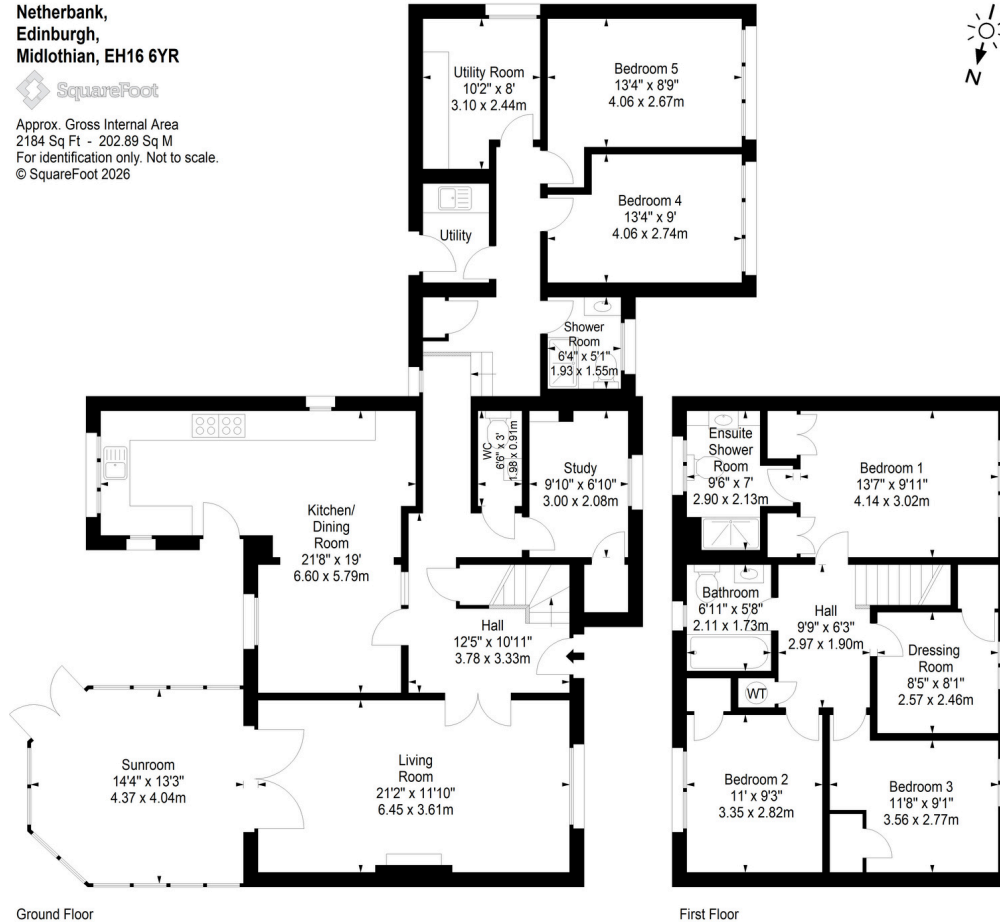 Netherbank,
Edinburgh,
Midlothian, EH16 6YR
SquareFoot
Approx. Gross Internal Area
2184 Sq Ft - 202.89 Sq M
For identification only. Not to scale.
© SquareFoot 2026
N
Utility Room
10'2" x 8'
3.10 x 2.44m
Bedroom 5
13'4" x 8'9"
4.06 x 2.67m
Bedroom 4
13'4" x 9'
4.06 x 2.74m
Utility
Shower
Room
6'4" x 5'1"
1.93 x 1.55m
WC
6'6" x 3'
1.98 x 0.91m
Study
9'10" x 6'10"
3.00 x 2.08m
Kitchen/
Dining
Room
21'8" x 19'
6.60 x 5.79m
Hall
12'5" x 10'11"
3.78 x 3.33m
Sunroom
14'4" x 13'3"
4.37 x 4.04m
Living
Room
21'2" x 11'10"
6.45 x 3.61m
Ground Floor
Ensuite
Shower
Room
9'6" x 7'
2.90 x 2.13m
Bedroom 1
13'7" x 9'11"
4.14 x 3.02m
Bathroom
6'11" x 5'8"
2.11 x 1.73m
Hall
9'9" x 6'3"
2.97 x 1.90m
Dressing
Room
8'5" x 8'1"
2.57 x 2.46m
WT
Bedroom 2
11' x 9'3"
3.35 x 2.82m
Bedroom 3
11'8" x 9'1"
3.56 x 2.77m
First Floor